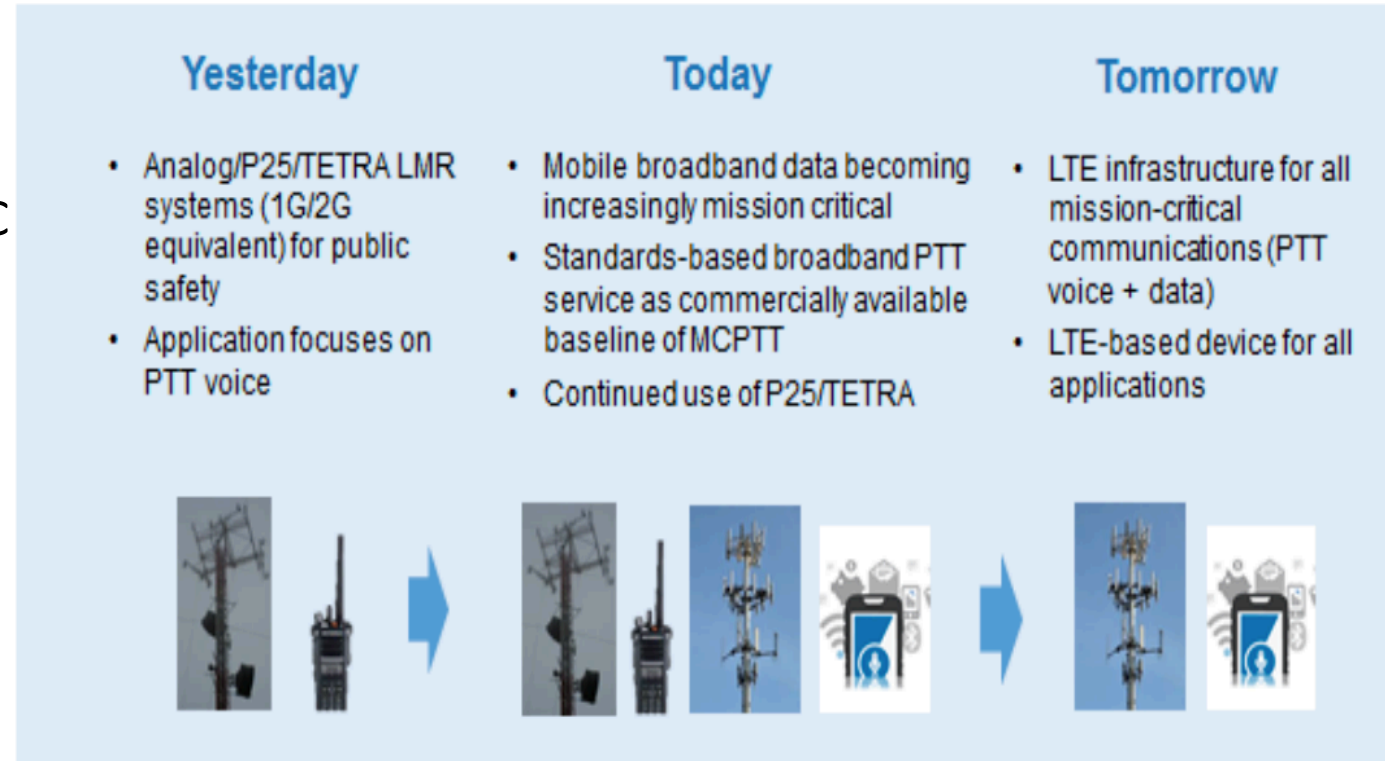 Yesterday
• Analog/P25/TETRA LMR
systems (1G/2G
equivalent) for public
safety
• Application focuses on
PTT voice
Today
• Mobile broadband data becoming
increasingly mission critical
• Standards-based broadband PTT
service as commercially available
baseline of MCPTT
• Continued use of P25/TETRA
Tomorrow
• LTE infrastructure for all
mission-critical
communications (PTT
voice + data)
• LTE-based device for all
applications